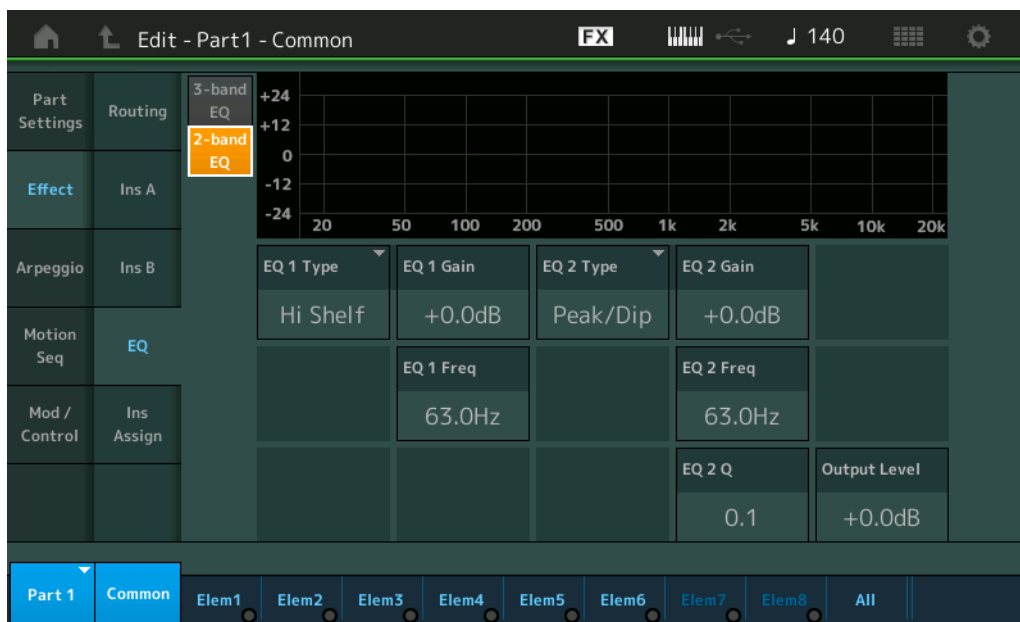 Edit - Part1 - Common
FX
140
Part
Settings
Effect
Arpeggio
Motion
Seq
Mod /
Control
Routing
Ins A
Ins B
EQ
Ins
Assign
3-band
EQ
2-band
EQ
+24
+12
0
-12
-24
20 50 100 200 500 1k 2k 5k 10k 20k
EQ 1 Type
Hi Shelf
EQ 1 Gain
+0.0dB
EQ 2 Type
Peak/Dip
EQ 2 Gain
+0.0dB
EQ 1 Freq
63.0Hz
EQ 2 Freq
63.0Hz
EQ 2 Q
0.1
Output Level
+0.0dB
Part 1 Common Elem1 Elem2 Elem3 Elem4 Elem5 Elem6 Elem7 Elem8 All